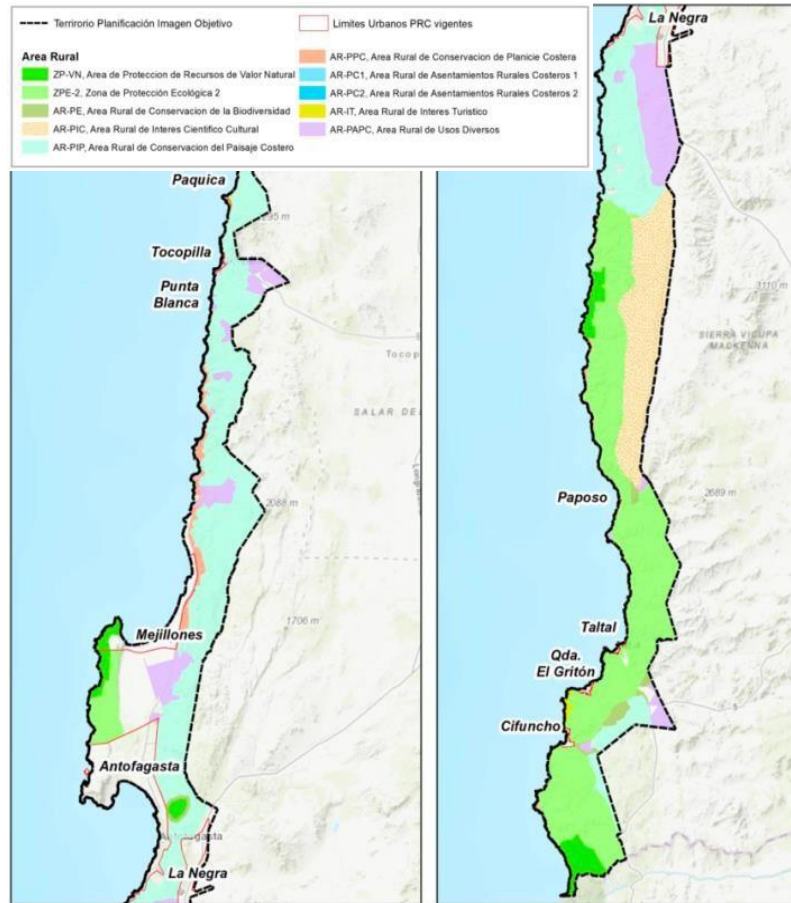 Terrirorio Planificación Imagen Objetivo
Limites Urbanos PRC vigentes
Area Rural
ZP-VN, Area de Proteccion de Recursos de Valor Natural
ZPE-2, Zona de Protección Ecológica 2
AR-PE, Area Rural de Conservacion de la Biodiversidad
AR-PIC, Area Rural de Interes Cientifico Cultural
AR-PIP, Area Rural de Conservacion del Paisaje Costero
AR-PPC, Area Rural de Conservacion de Planicie Costera
AR-PC1, Area Rural de Asentamientos Rurales Costeros 1
AR-PC2, Area Rural de Asentamientos Rurales Costeros 2
AR-IT, Area Rural de Interes Turistico
AR-PAPC, Area Rural de Usos Diversos
Paquica
Tocopilla
Punta
Blanca
Tocop
SALAR DEL
2088 m
1706 m
Mejillones
Antofagasta
Antofagasta
La Negra
La Negra
3110 m
SIERRA VICUÑA
MACKENNA
Paposo
2689 m
Taltal
Qda.
El Gritón
Cifuncho